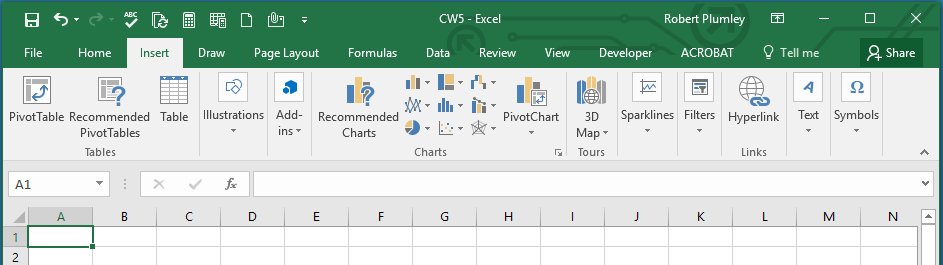 ABC
CW5 - Excel
Robert Plumley
File Home Insert Draw Page Layout Formulas Data Review View Developer ACROBAT Tell me Share
PivotTable
Recommended
PivotTables
Table
Tables
Illustrations
Add-
ins
Recommended
Charts
PivotChart
Charts
3D
Map
Tours
Sparklines
Filters
Hyperlink
Links
A
Text
Ω
Symbols
A1
fx
A B C D E F G H I J K L M N
1
2